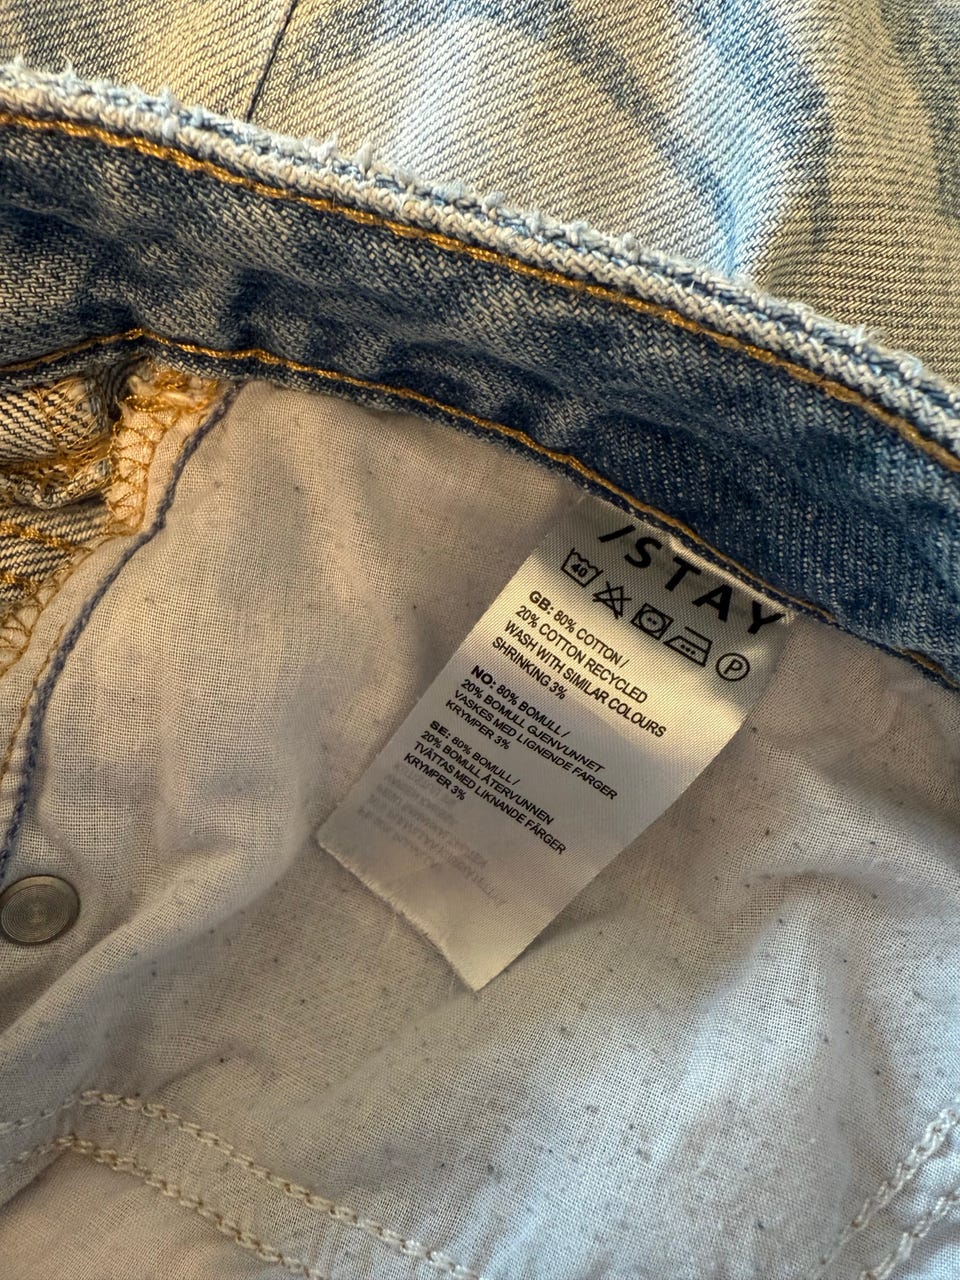 /STAY
40 P
GB: 80% COTTON /
20% COTTON RECYCLED
WASH WITH SIMILAR COLOURS
SHRINKING 3%
NO: 80% BOMULL /
20% BOMULL GJENVUNNET
VASKES MED LIGNENDE FARGER
KRYMPER 3%
SE: 80% BOMULL /
20% BOMULL ÅTERVUNNEN
TVÄTTAS MED LIKNANDE FÄRGER
KRYMPER 3%